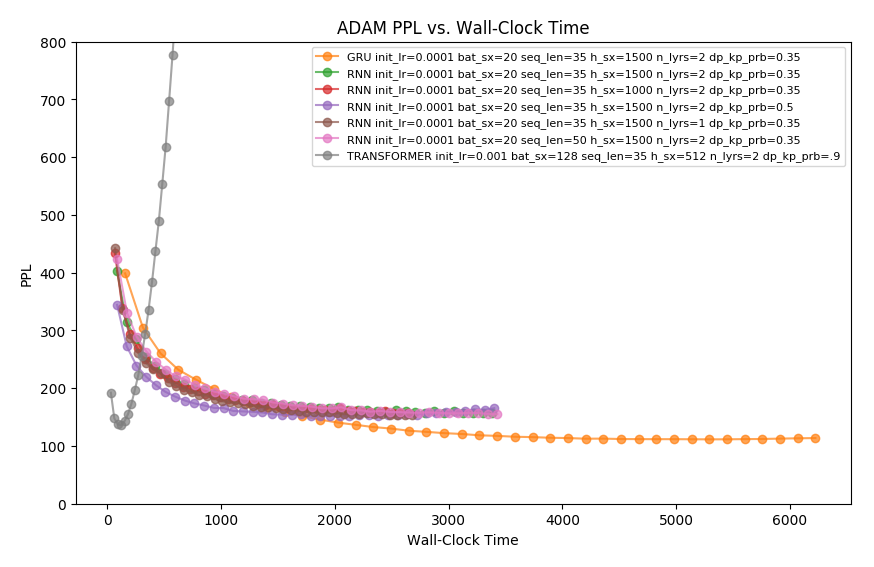 ADAM PPL vs. Wall-Clock Time
GRU init_lr=0.0001 bat_sx=20 seq_len=35 h_sx=1500 n_lyrs=2 dp_kp_prb=0.35
RNN init_lr=0.0001 bat_sx=20 seq_len=35 h_sx=1500 n_lyrs=2 dp_kp_prb=0.35
RNN init_lr=0.0001 bat_sx=20 seq_len=35 h_sx=1000 n_lyrs=2 dp_kp_prb=0.35
RNN init_lr=0.0001 bat_sx=20 seq_len=35 h_sx=1500 n_lyrs=2 dp_kp_prb=0.5
RNN init_lr=0.0001 bat_sx=20 seq_len=35 h_sx=1500 n_lyrs=1 dp_kp_prb=0.35
RNN init_lr=0.0001 bat_sx=20 seq_len=50 h_sx=1500 n_lyrs=2 dp_kp_prb=0.35
TRANSFORMER init_lr=0.001 bat_sx=128 seq_len=35 h_sx=512 n_lyrs=2 dp_kp_prb=.9
800
700
600
500
400
300
200
100
0
PPL
0 1000 2000 3000 4000 5000 6000
Wall-Clock Time